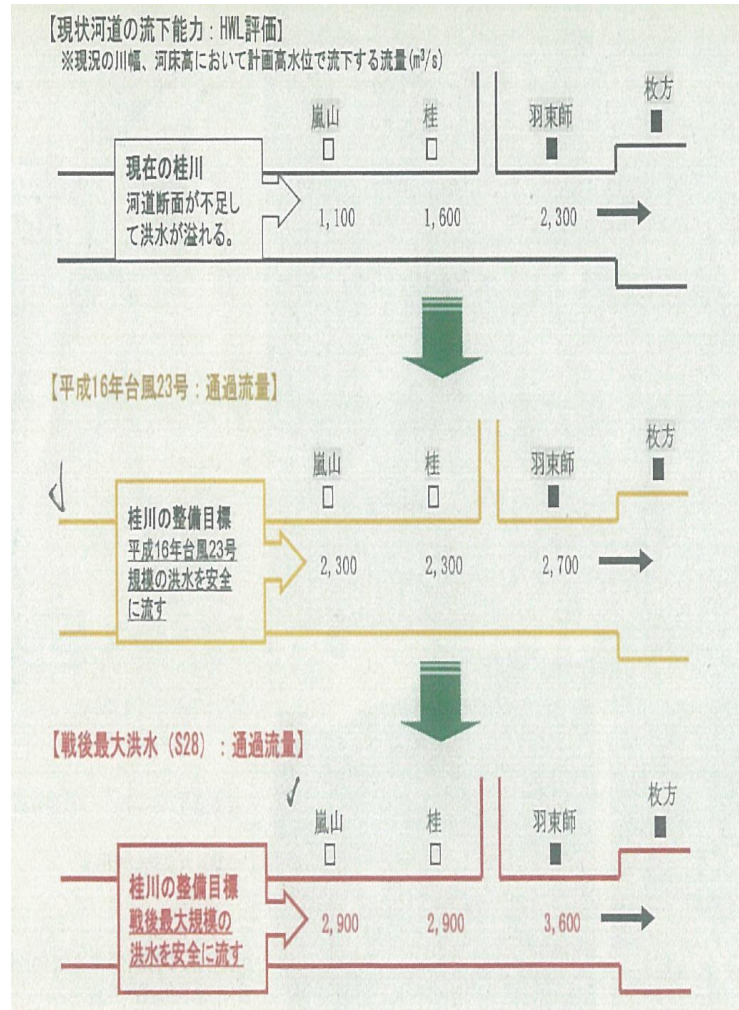 【現状河道の流下能力：HWL評価】
※現況の川幅、河床高において計画高水位で流下する流量(m³/s)
枚方
嵐山 桂 羽束師
現在の桂川
河道断面が不足し
て洪水が溢れる。
1,100 1,600 2,300
【平成16年台風23号：通過流量】
枚方
嵐山 桂 羽束師
桂川の整備目標
平成16年台風23号
規模の洪水を安全
に流す
2,300 2,300 2,700
【戦後最大洪水（S28）：通過流量】
枚方
嵐山 桂 羽束師
桂川の整備目標
戦後最大規模の
洪水を安全に流す
2,900 2,900 3,600